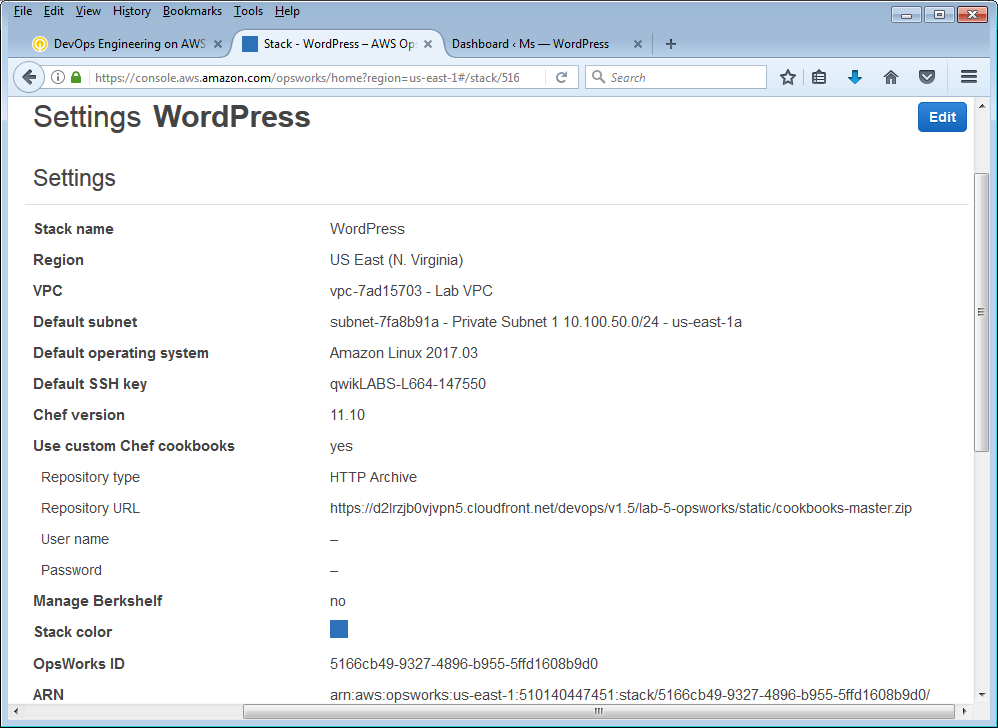 File Edit View History Bookmarks Tools Help
DevOps Engineering on AWS Stack - WordPress – AWS Op Dashboard ‹ Ms — WordPress
https://console.aws.amazon.com/opsworks/home?region=us-east-1#/stack/516 Search
Settings WordPress Edit
Settings
Stack name WordPress
Region US East (N. Virginia)
VPC vpc-7ad15703 - Lab VPC
Default subnet subnet-7fa8b91a - Private Subnet 1 10.100.50.0/24 - us-east-1a
Default operating system Amazon Linux 2017.03
Default SSH key qwikLABS-L664-147550
Chef version 11.10
Use custom Chef cookbooks yes
Repository type HTTP Archive
Repository URL https://d2lrzjb0vjvpn5.cloudfront.net/devops/v1.5/lab-5-opsworks/static/cookbooks-master.zip
User name –
Password –
Manage Berkshelf no
Stack color
OpsWorks ID 5166cb49-9327-4896-b955-5ffd1608b9d0
ARN arn:aws:opsworks:us-east-1:510140447451:stack/5166cb49-9327-4896-b955-5ffd1608b9d0/